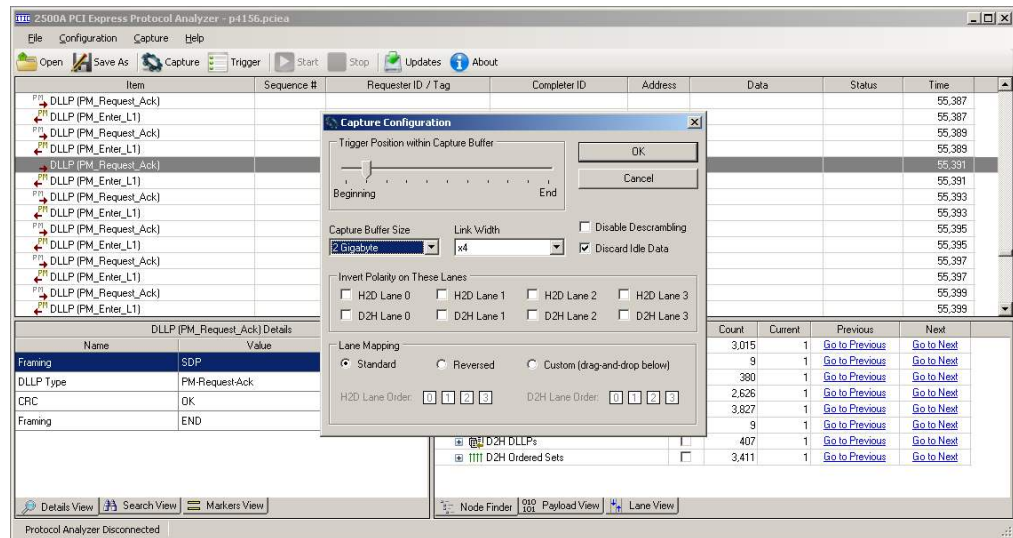 2500A PCI Express Protocol Analyzer - p4156.pciea
File Configuration Capture Help
Open Save As Capture Trigger Start Stop Updates About
Item Sequence # Requester ID / Tag Completer ID Address Data Status Time
DLLP (PM_Request_Ack) 55,387
DLLP (PM_Enter_L1) 55,387
DLLP (PM_Request_Ack) 55,389
DLLP (PM_Enter_L1) 55,389
DLLP (PM_Request_Ack) 55,391
DLLP (PM_Enter_L1) 55,391
DLLP (PM_Request_Ack) 55,393
DLLP (PM_Enter_L1) 55,393
DLLP (PM_Request_Ack) 55,395
DLLP (PM_Enter_L1) 55,395
DLLP (PM_Request_Ack) 55,397
DLLP (PM_Enter_L1) 55,397
DLLP (PM_Request_Ack) 55,399
DLLP (PM_Enter_L1) 55,399
Capture Configuration
Trigger Position within Capture Buffer
Beginning End
OK
Cancel
Capture Buffer Size Link Width
2 Gigabyte x4
Disable Descrambling
Discard Idle Data
Invert Polarity on These Lanes
H2D Lane 0 H2D Lane 1 H2D Lane 2 H2D Lane 3
D2H Lane 0 D2H Lane 1 D2H Lane 2 D2H Lane 3
Lane Mapping
Standard Reversed Custom (drag-and-drop below)
H2D Lane Order: 0 1 2 3 D2H Lane Order: 0 1 2 3
DLLP (PM_Request_Ack) Details
Name Value
Framing SDP
DLLP Type PM-Request-Ack
CRC OK
Framing END
Count Current Previous Next
3,015 1 Go to Previous Go to Next
9 1 Go to Previous Go to Next
380 1 Go to Previous Go to Next
2,626 1 Go to Previous Go to Next
3,827 1 Go to Previous Go to Next
9 1 Go to Previous Go to Next
D2H DLLPs 407 1 Go to Previous Go to Next
D2H Ordered Sets 3,411 1 Go to Previous Go to Next
Details View Search View Markers View
Node Finder Payload View Lane View
Protocol Analyzer Disconnected